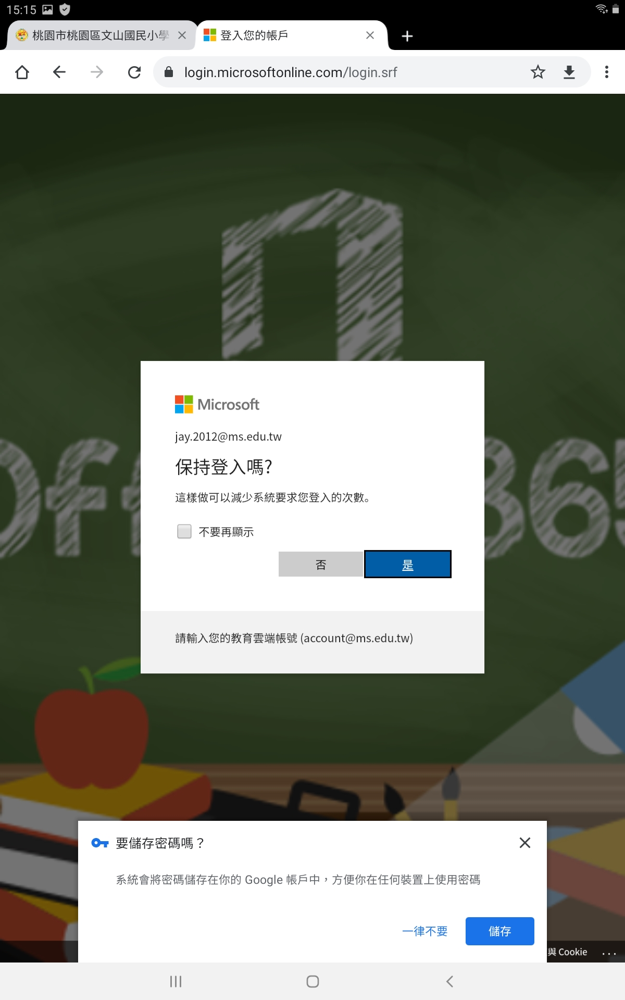 15:15
桃園市桃園區文山國民小學
登入您的帳戶
login.microsoftonline.com/login.srf
Microsoft
jay.2012@ms.edu.tw
保持登入嗎?
這樣做可以減少系統要求您登入的次數。
不要再顯示
否
是
請輸入您的教育雲端帳號 (account@ms.edu.tw)
要儲存密碼嗎？
系統會將密碼儲存在你的 Google 帳戶中，方便你在任何裝置上使用密碼
一律不要
儲存
與 Cookie
...